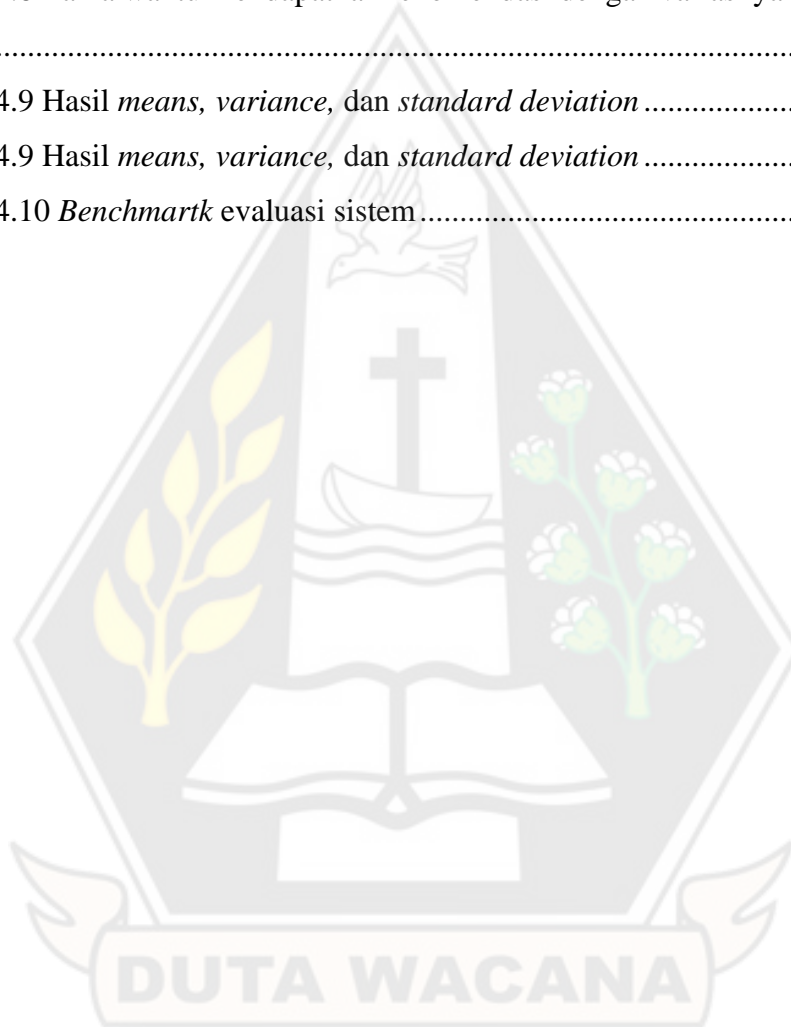 ................................................................................
4.9 Hasil means, variance, dan standard deviation ...................
4.9 Hasil means, variance, dan standard deviation ...................
4.10 Benchmartk evaluasi sistem ...............................................
DUTA WACANA